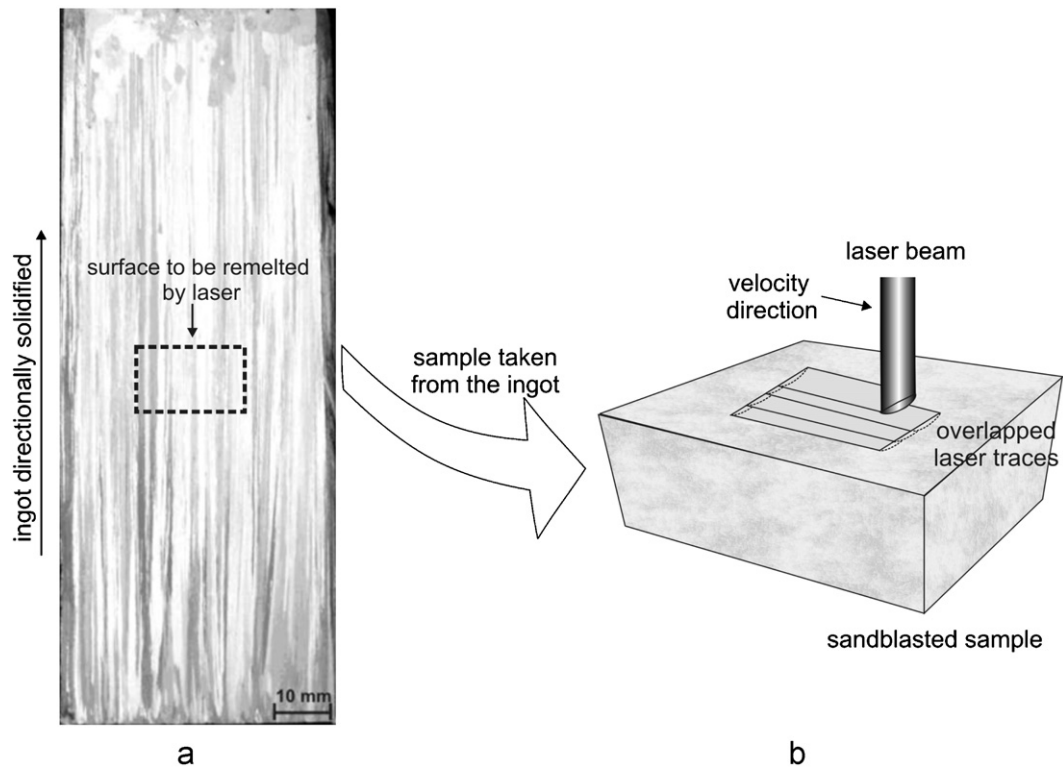 ingot directionally solidified
surface to be remelted
by laser
10 mm
a
sample taken
from the ingot
laser beam
velocity
direction
overlapped
laser traces
sandblasted sample
b